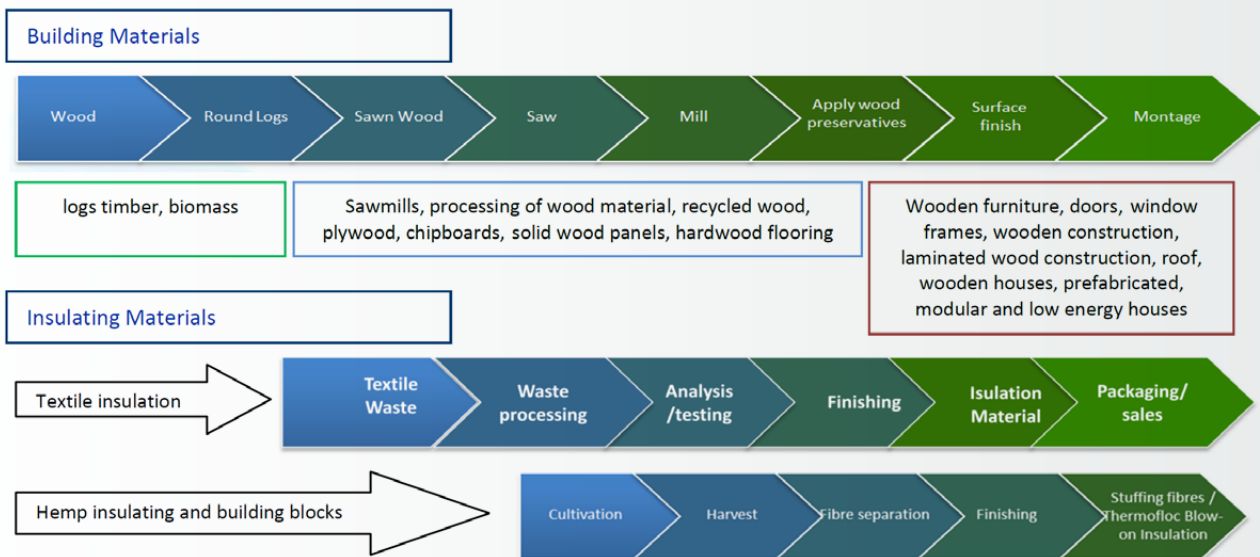 Building Materials
Wood
Round Logs
Sawn Wood
Saw
Mill
Apply wood
preservatives
Surface
finish
Montage
logs timber, biomass
Sawmills, processing of wood material, recycled wood,
plywood, chipboards, solid wood panels, hardwood flooring
Wooden furniture, doors, window
frames, wooden construction,
laminated wood construction, roof,
wooden houses, prefabricated,
modular and low energy houses
Insulating Materials
Textile insulation
Textile
Waste
Waste
processing
Analysis
/testing
Finishing
Isulation
Material
Packaging/
sales
Hemp insulating and building blocks
Cultivation
Harvest
Fibre separation
Finishing
Stuffing fibres /
Thermofloc Blow-
on Insulation